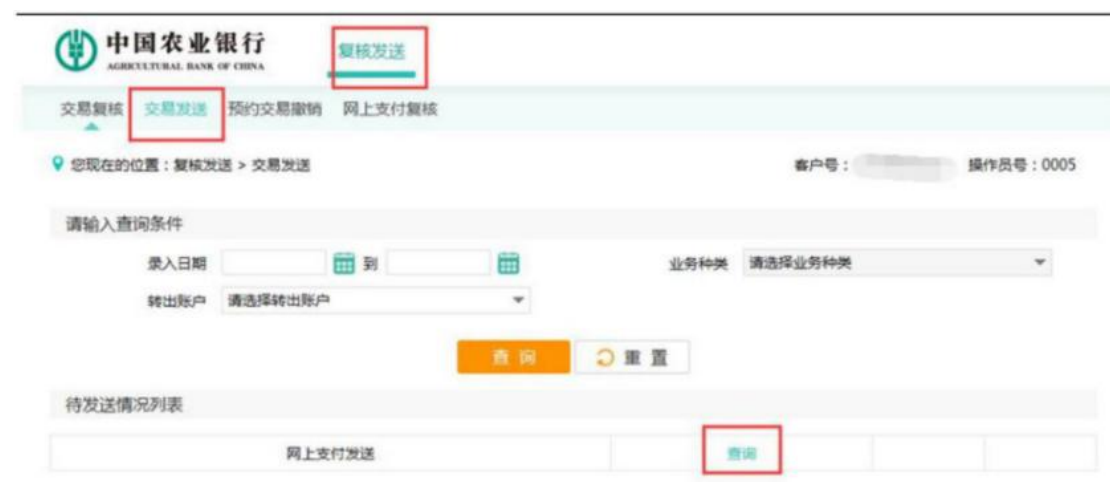 中国农业银行
AGRICULTURAL BANK OF CHINA
复核发送
交易复核 交易发送 预约交易撤销 网上支付复核
您现在的位置：复核发送 > 交易发送 客户号： 操作员号：0005
请输入查询条件
录入日期 到 业务种类 请选择业务种类
转出账户 请选择转出账户
查询 重置
待发送情况列表
网上支付发送 查询